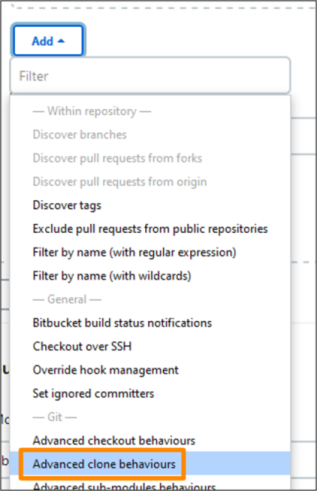 Add
Filter
— Within repository —
Discover branches
Discover pull requests from forks
Discover pull requests from origin
Discover tags
Exclude pull requests from public repositories
Filter by name (with regular expression)
Filter by name (with wildcards)
— General —
Bitbucket build status notifications
Checkout over SSH
Override hook management
Set ignored committers
— Git —
Advanced checkout behaviours
Advanced clone behaviours
Advanced sub-modules behaviours